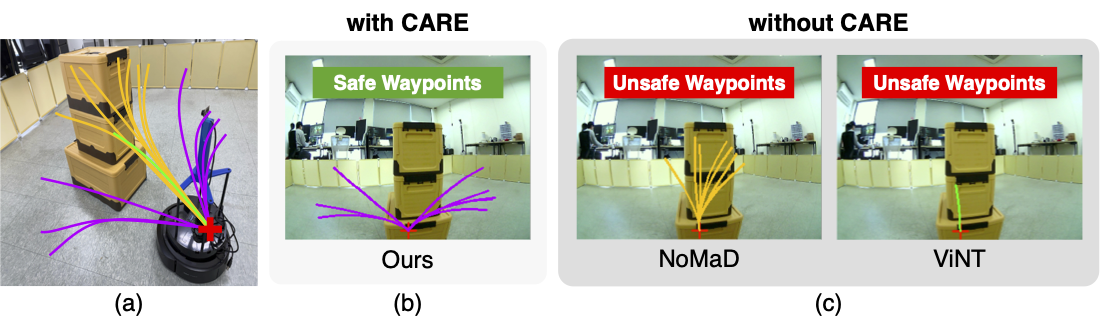 with CARE
without CARE
Safe Waypoints
Unsafe Waypoints
Unsafe Waypoints
Ours
NoMaD
ViNT
(a)
(b)
(c)